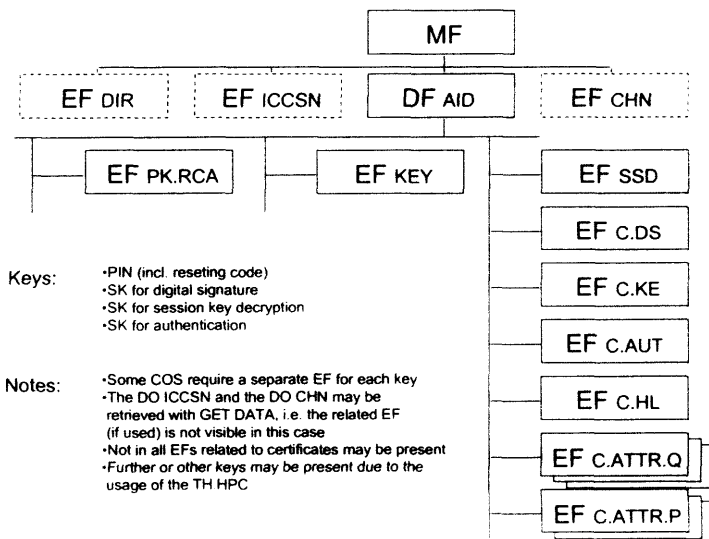 MF
EF DIR
EF ICCSN
DF AID
EF CHN
EF PK.RCA
EF KEY
EF SSD
EF C.DS
EF C.KE
EF C.AUT
EF C.HL
EF C.ATTR.Q
EF C.ATTR.P
Keys:
•PIN (incl. reseting code)
•SK for digital signature
•SK for session key decryption
•SK for authentication
Notes:
•Some COS require a separate EF for each key
•The DO ICCSN and the DO CHN may be
retrieved with GET DATA, i.e. the related EF
(if used) is not visible in this case
•Not in all EFs related to certificates may be present
•Further or other keys may be present due to the
usage of the TH HPC